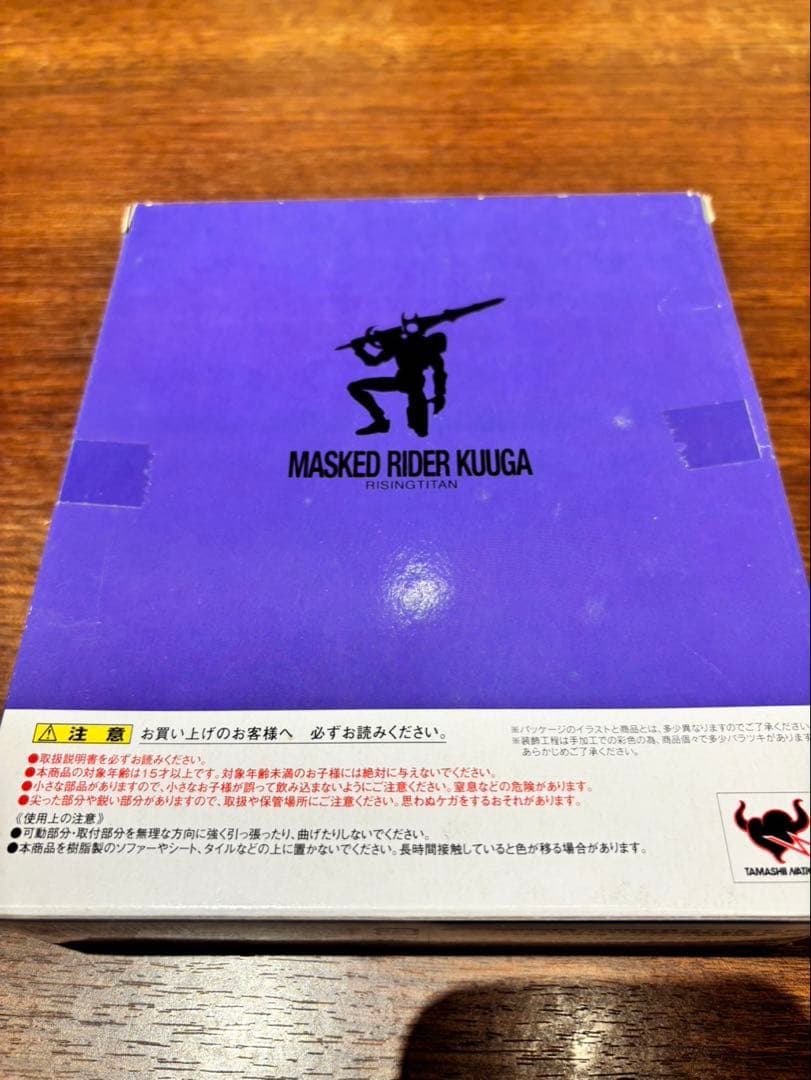 MASKED RIDER KUUGA
RISINGTITAN
注意 お買い上げのお客様へ 必ずお読みください。
※パッケージのイラストと商品とは、多少異なりますのでご了承ください
※装飾工程は手加工での彩色の為、商品個々で多少バラツキがあります
あらかじめご了承ください。
●取扱説明書を必ずお読みください。
●本商品の対象年齢は15才以上です。対象年齢未満のお子様には絶対に与えないでください。
●小さな部品がありますので、小さなお子様が誤って飲み込まないようにご注意ください。窒息などの危険があります。
●尖った部分や鋭い部分がありますので、取扱や保管場所にご注意ください。思わぬケガをするおそれがあります。
《使用上の注意》
●可動部分・取付部分を無理な方向に強く引っ張ったり、曲げたりしないでください。
●本商品を樹脂製のソファーやシート、タイルなどの上に置かないでください。長時間接触していると色が移る場合があります。
TAMASHII NATI